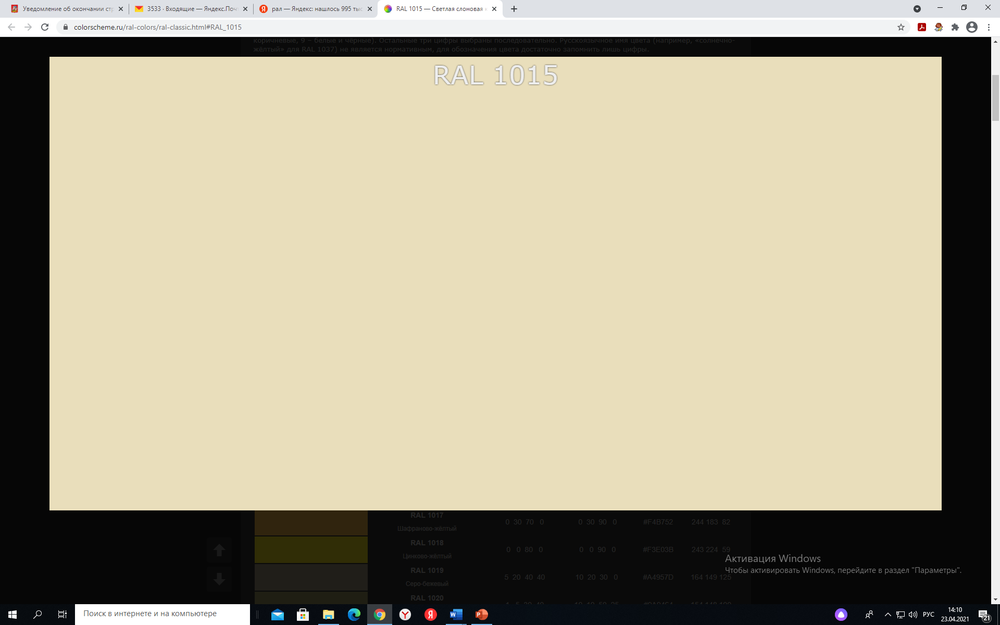 Уведомление об окончании стр
3533 · Входящие — Яндекс.Почт
рал — Яндекс: нашлось 995 тыс
RAL 1015 — Светлая слоновая к
colorscheme.ru/ral-colors/ral-classic.html#RAL_1015
коричневые, 9 – белые и чёрные). Остальные три цифры выбраны последовательно. Русскоязычное имя цвета (например, «солнечно-
жёлтый» для RAL 1037) не является нормативным, для обозначения цвета достаточно запомнить лишь цифры.
RAL 1015
RAL 1017
Шафраново-жёлтый
0 30 70 0
0 30 90 0
#F4B752
244 183 82
RAL 1018
Цинково-жёлтый
0 0 80 0
0 0 90 0
#F3E03B
243 224 59
RAL 1019
Серо-бежевый
5 20 40 40
10 20 30 0
#A4957D
164 149 125
RAL 1020
Активация Windows
Чтобы активировать Windows, перейдите в раздел "Параметры".
Поиск в интернете и на компьютере
РУС
14:10
23.04.2021
21